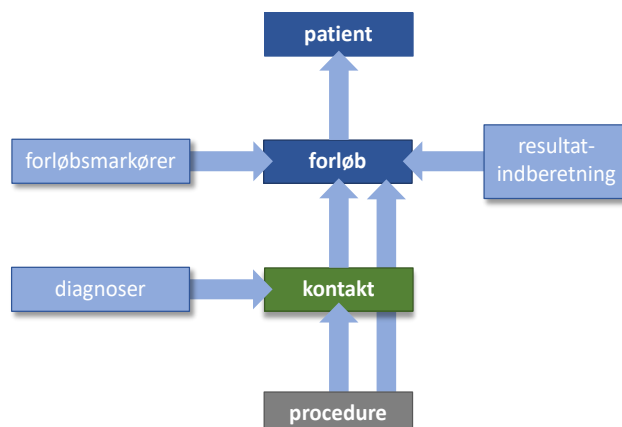 patient
forløbsmarkører
forløb
resultat-
indberetning
diagnoser
kontakt
procedure